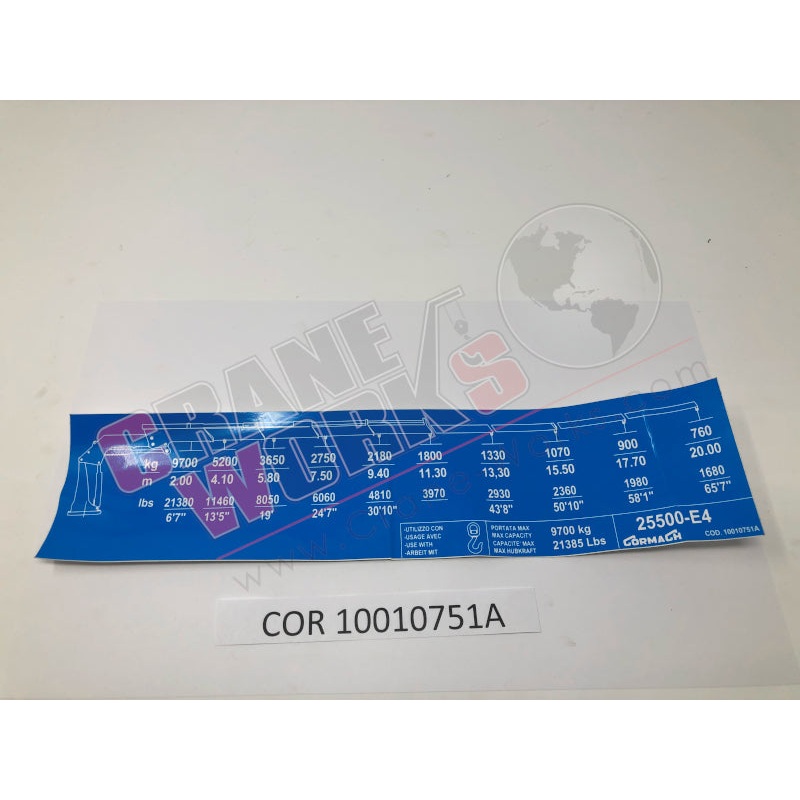 CRANE
WORKS
www.craneworks.com
kg 9700 5200 3650 2750 2180 1800 1330 1070 900 760
m 2.00 4.10 5.80 7.50 9.40 11.30 13,30 15.50 17.70 20.00
lbs 21380 11460 8050 6060 4810 3970 2930 2360 1980 1680
6'7" 13'5" 19' 24'7" 30'10" 43'8" 50'10" 58'1" 65'7"
-UTILIZZO CON
-USAGE AVEC
-USE WITH
-ARBEIT MIT
PORTATA MAX
MAX CAPACITY
CAPACITE' MAX
MAX HUBKRAFT
9700 kg
21385 Lbs
25500-E4
CORMACH
COD. 10010751A
COR 10010751A